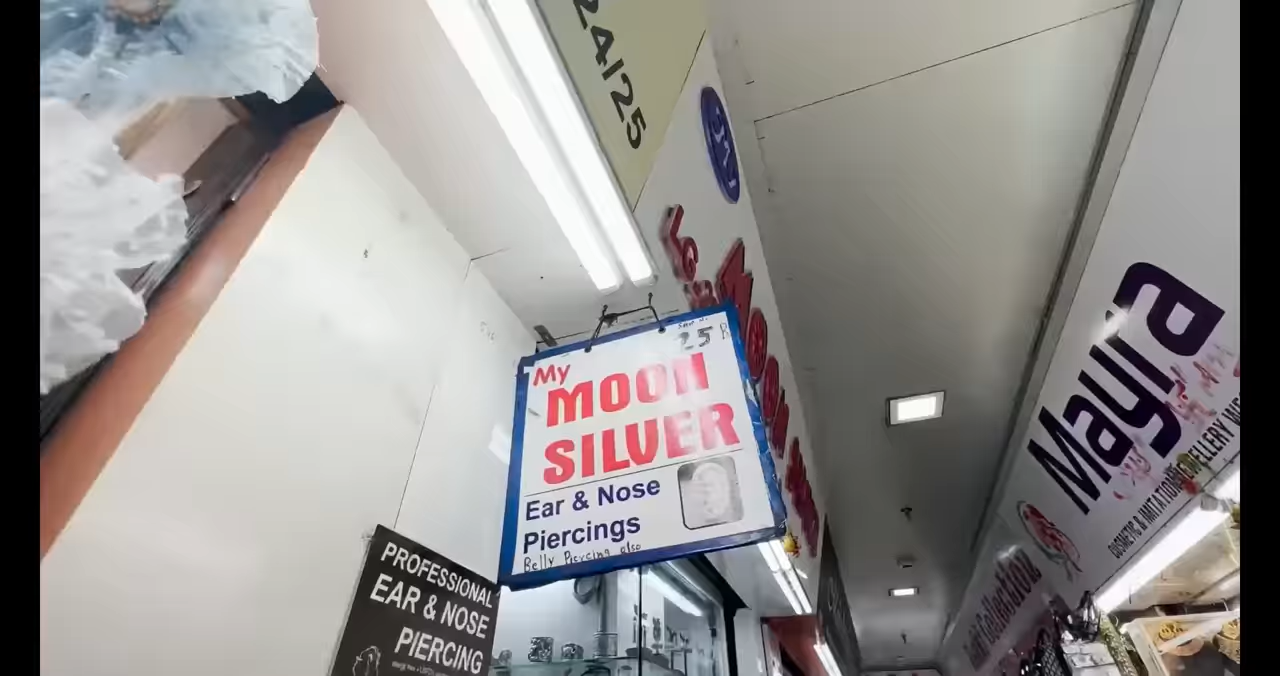 24/25
25
My
MOON
SILVER
Ear & Nose
Piercings
Belly Piercing also
PROFESSIONAL
EAR & NOSE
PIERCING
Mayra
COSMETIC & IMITATION JEWELLERY
Collection